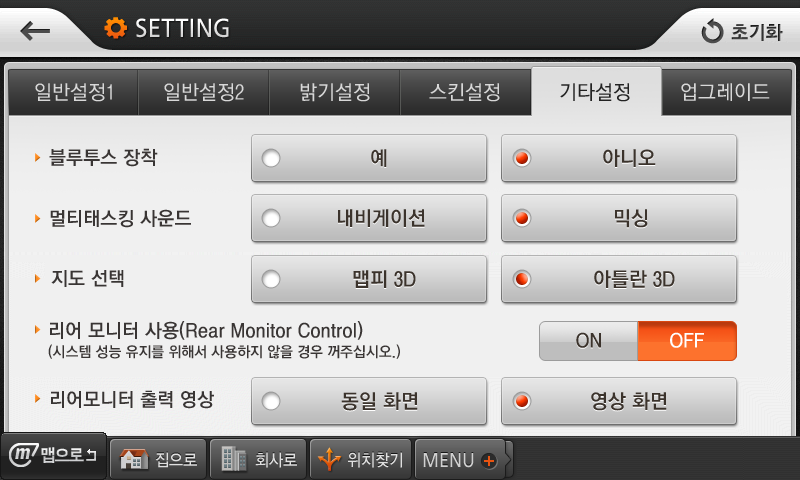 SETTING
초기화
일반설정1 일반설정2 밝기설정 스킨설정 기타설정 업그레이드
블루투스 장착 예 아니오
멀티태스킹 사운드 내비게이션 믹싱
지도 선택 맵피 3D 아틀란 3D
리어 모니터 사용(Rear Monitor Control) ON OFF
(시스템 성능 유지를 위해서 사용하지 않을 경우 꺼주십시오.)
리어모니터 출력 영상 동일 화면 영상 화면
m 맵으로 집으로 회사로 위치찾기 MENU